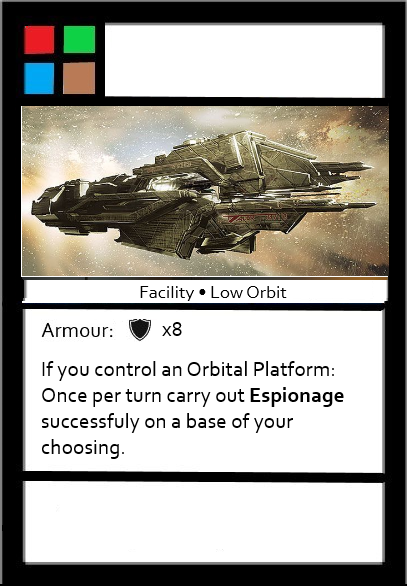 Facility • Low Orbit
Armour: x8
If you control an Orbital Platform:
Once per turn carry out Espionage
successfuly on a base of your
choosing.